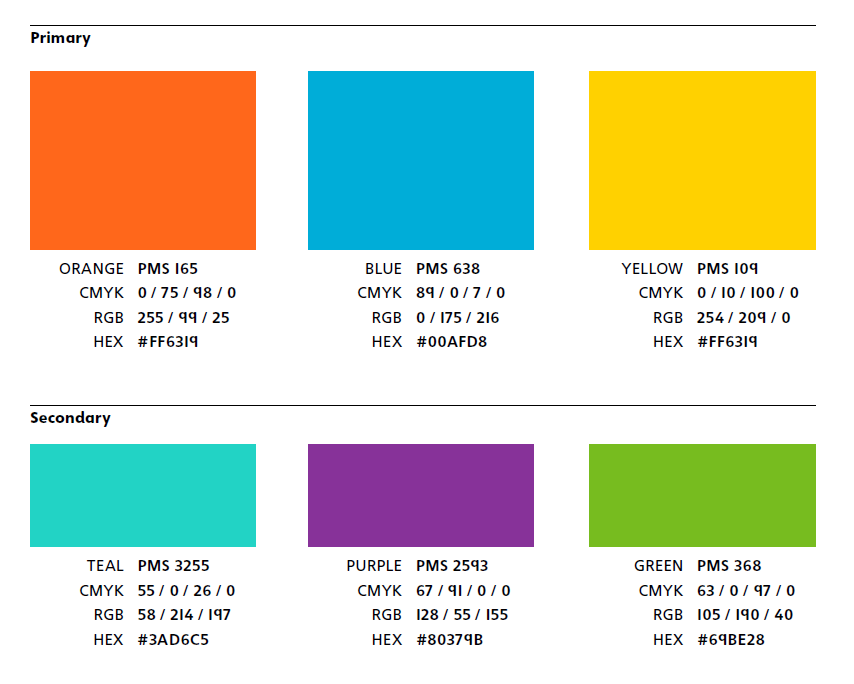 Primary
ORANGE PMS 165
CMYK 0 / 75 / 98 / 0
RGB 255 / 99 / 25
HEX #FF6319
BLUE PMS 638
CMYK 89 / 0 / 7 / 0
RGB 0 / 175 / 216
HEX #00AFD8
YELLOW PMS 109
CMYK 0 / 10 / 100 / 0
RGB 254 / 209 / 0
HEX #FF6319
Secondary
TEAL PMS 3255
CMYK 55 / 0 / 26 / 0
RGB 58 / 214 / 197
HEX #3AD6C5
PURPLE PMS 2593
CMYK 67 / 91 / 0 / 0
RGB 128 / 55 / 155
HEX #80379B
GREEN PMS 368
CMYK 63 / 0 / 97 / 0
RGB 105 / 190 / 40
HEX #69BE28